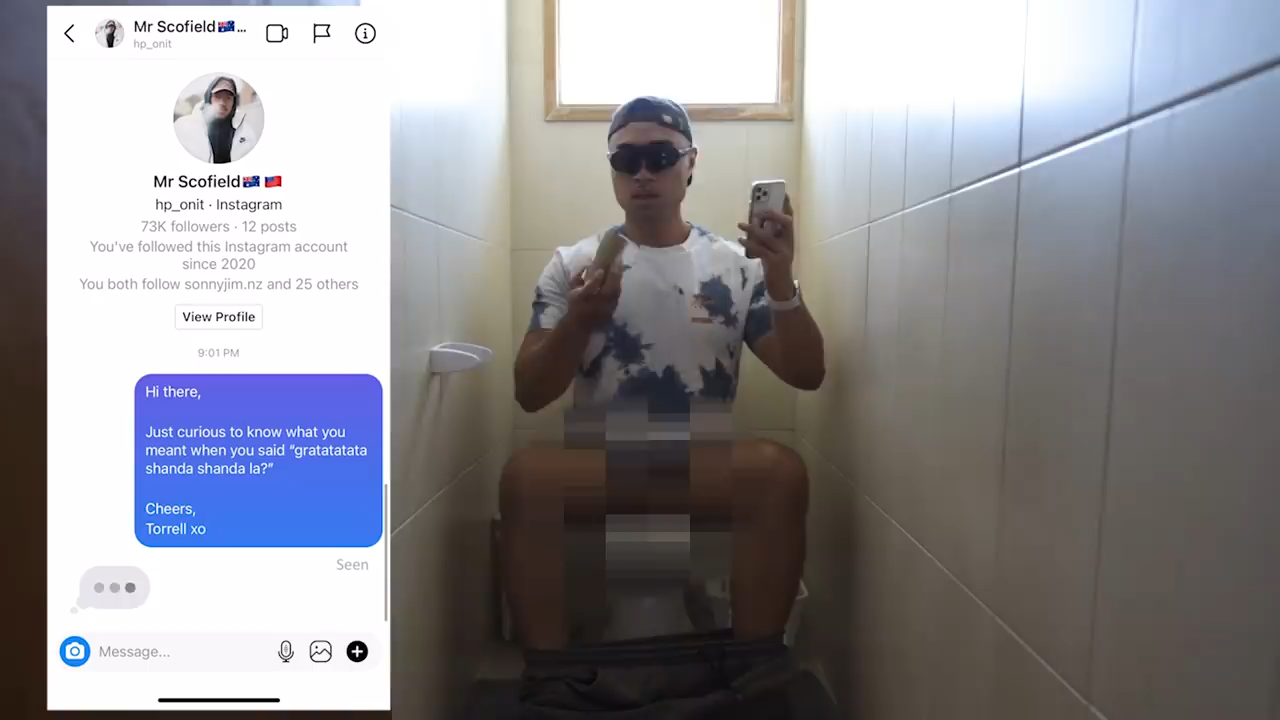 Mr Scofield🇦🇺...
hp_onit
Mr Scofield🇦🇺 🇼🇸
hp_onit · Instagram
73K followers · 12 posts
You've followed this Instagram account
since 2020
You both follow sonnyjim.nz and 25 others
View Profile
9:01 PM
Hi there,
Just curious to know what you
meant when you said “gratatatata
shanda shanda la?”
Cheers,
Torrell xo
Seen
Message...